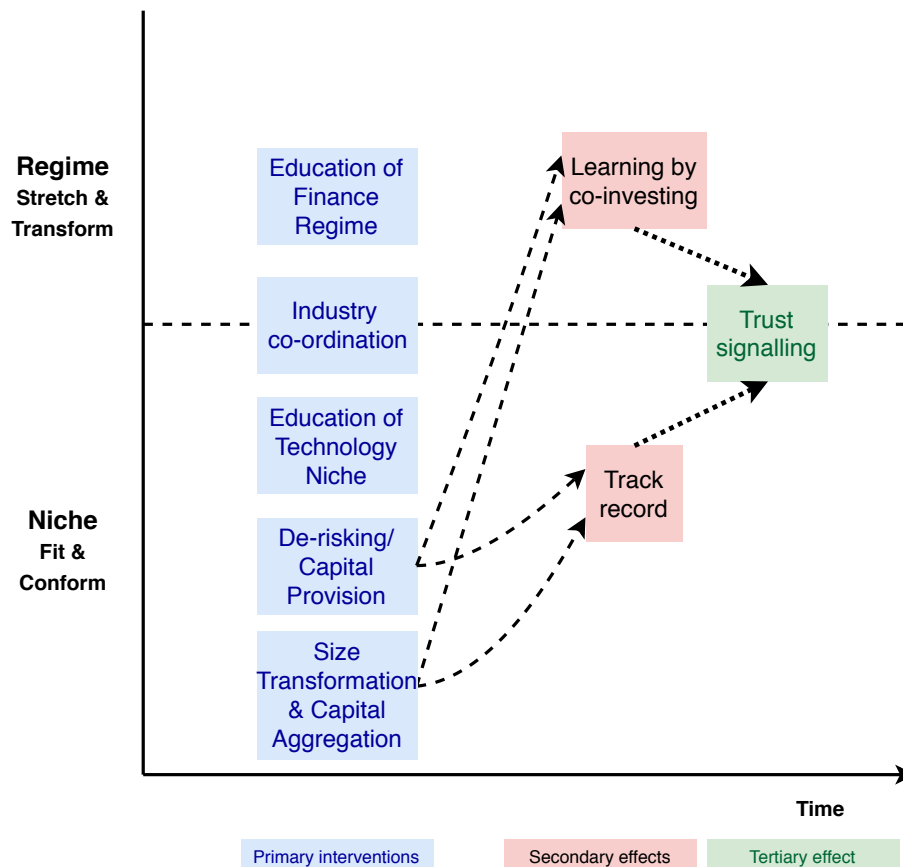 Regime
Stretch &
Transform
Education of
Finance
Regime
Learning by
co-investing
Industry
co-ordination
Trust
signalling
Education of
Technology
Niche
Niche
Fit &
Conform
De-risking/
Capital
Provision
Track
record
Size
Transformation
& Capital
Aggregation
Time
Primary interventions
Secondary effects
Tertiary effect